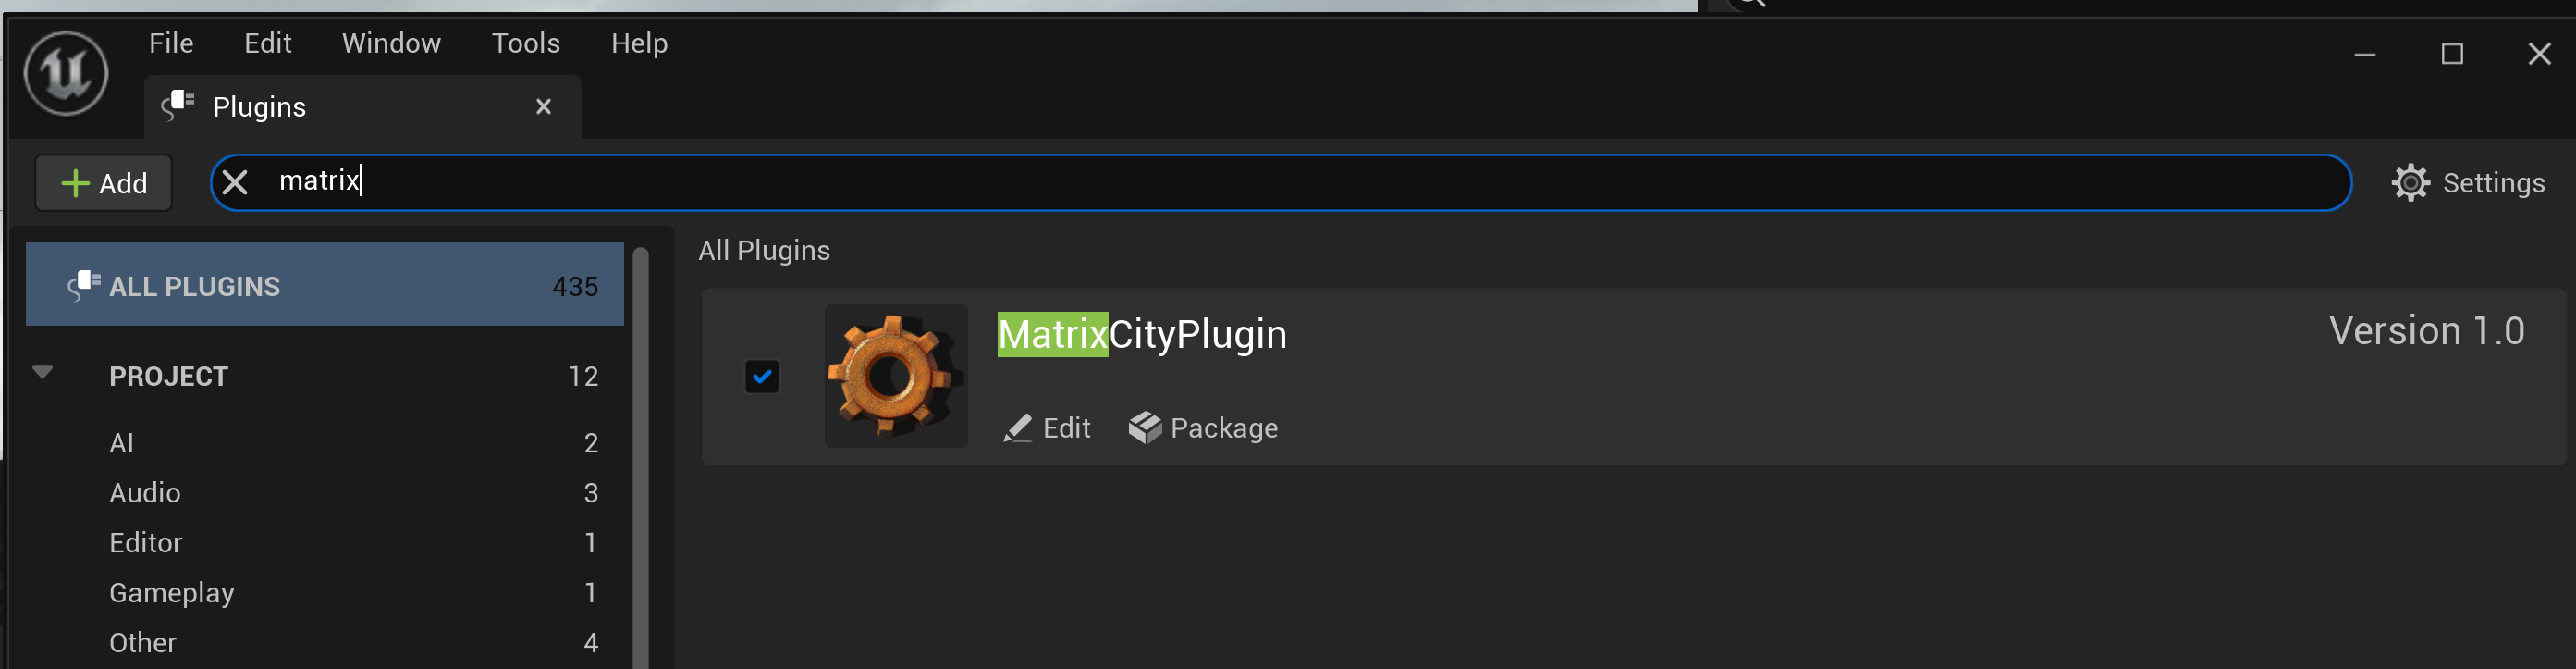 File Edit Window Tools Help
Plugins
Add matrix Settings
ALL PLUGINS 435
PROJECT 12
AI 2
Audio 3
Editor 1
Gameplay 1
Other 4
All Plugins
MatrixCityPlugin Version 1.0
Edit Package